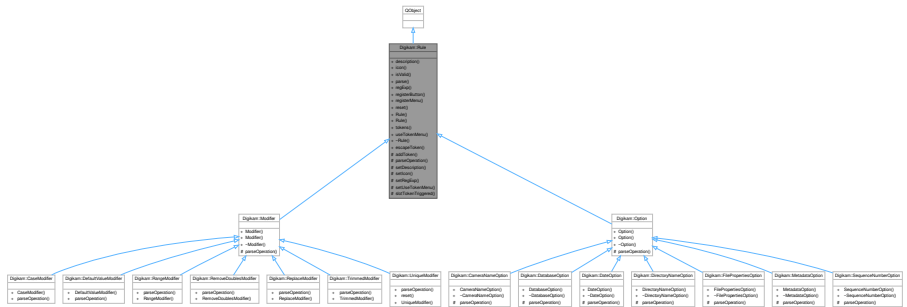 QObject
Digikam::Rule
+ description()
+ icon()
+ isValid()
+ parse()
+ regExp()
+ registerButton()
+ registerMenu()
+ reset()
+ Rule()
+ Rule()
+ tokens()
+ useTokenMenu()
+ ~Rule()
+ escapeToken()
# addToken()
# parseOperation()
# setDescription()
# setIcon()
# setRegExp()
# setUseTokenMenu()
# slotTokenTriggered()
Digikam::Modifier
+ Modifier()
+ Modifier()
+ ~Modifier()
# parseOperation()
Digikam::Option
+ Option()
+ Option()
+ ~Option()
# parseOperation()
Digikam::CaseModifier
+ CaseModifier()
+ parseOperation()
Digikam::DefaultValueModifier
+ DefaultValueModifier()
+ parseOperation()
Digikam::RangeModifier
+ parseOperation()
+ RangeModifier()
Digikam::RemoveDoublesModifier
+ parseOperation()
+ RemoveDoublesModifier()
Digikam::ReplaceModifier
+ parseOperation()
+ ReplaceModifier()
Digikam::TrimmedModifier
+ parseOperation()
+ TrimmedModifier()
Digikam::UniqueModifier
+ parseOperation()
+ reset()
+ UniqueModifier()
Digikam::CameraNameOption
+ CameraNameOption()
+ ~CameraNameOption()
# parseOperation()
Digikam::DatabaseOption
+ DatabaseOption()
+ ~DatabaseOption()
# parseOperation()
Digikam::DateOption
+ DateOption()
+ ~DateOption()
# parseOperation()
Digikam::DirectoryNameOption
+ DirectoryNameOption()
+ ~DirectoryNameOption()
# parseOperation()
Digikam::FilePropertiesOption
+ FilePropertiesOption()
+ ~FilePropertiesOption()
# parseOperation()
Digikam::MetadataOption
+ MetadataOption()
+ ~MetadataOption()
# parseOperation()
Digikam::SequenceNumberOption
+ SequenceNumberOption()
+ ~SequenceNumberOption()
# parseOperation()